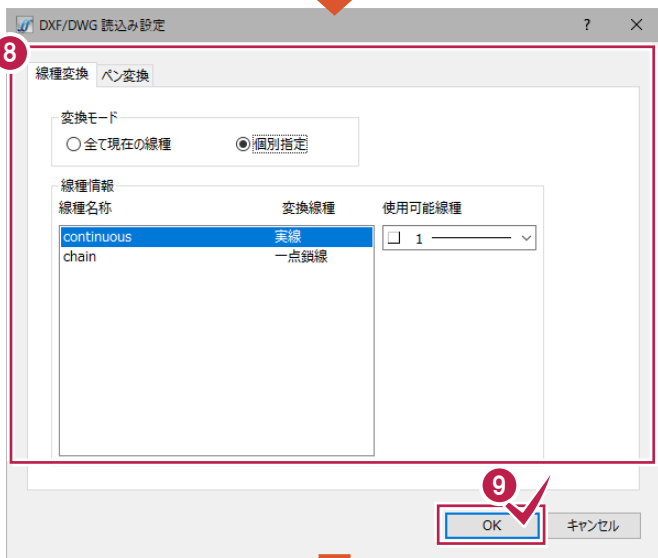 DXF/DWG 読込み設定 ? ×
8
線種変換 ペン変換
変換モード
全て現在の線種 個別指定
線種情報
線種名称 変換線種 使用可能線種
continuous 実線 1
chain 一点鎖線
9
OK キャンセル